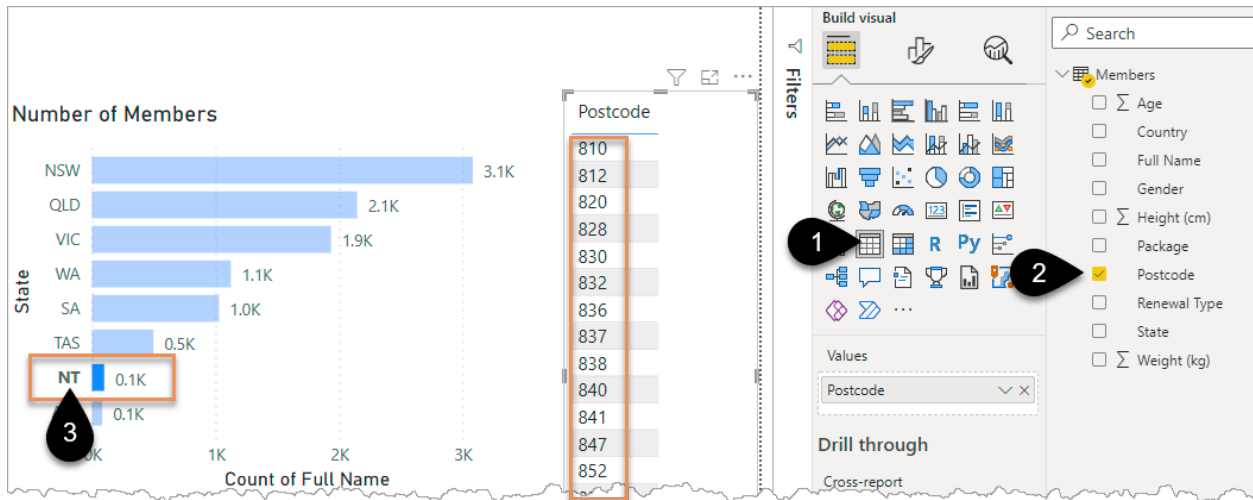 Number of Members
State
NSW
3.1K
QLD
2.1K
VIC
1.9K
WA
1.1K
SA
1.0K
TAS
0.5K
NT
0.1K
0.1K
3
0K
1K
2K
3K
Count of Full Name
Postcode
810
812
820
828
830
832
836
837
838
840
841
847
852
Filters
Build visual
123
R
Py
1
Values
Postcode
Drill through
Cross-report
Search
Members
Σ Age
Country
Full Name
Gender
Σ Height (cm)
Package
2
Postcode
Renewal Type
State
Σ Weight (kg)